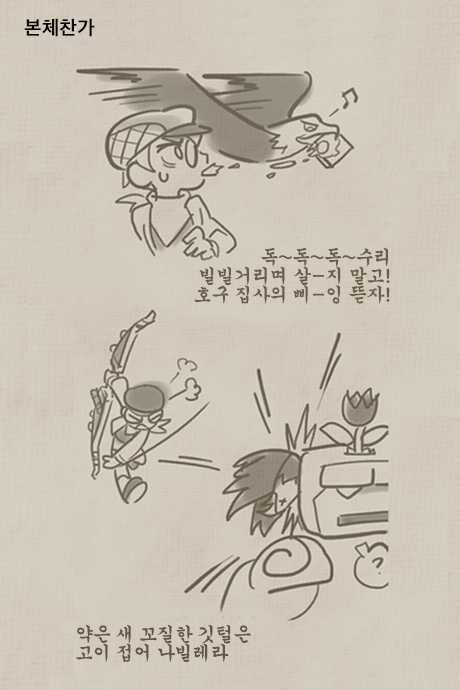 본체찬가
독~독~독~수리
빌빌거리며 살-지 말고!
호구 집사의 삐-잉 뜯자!
?
약은 새 꼬질한 깃털은
고이 접어 나빌레라